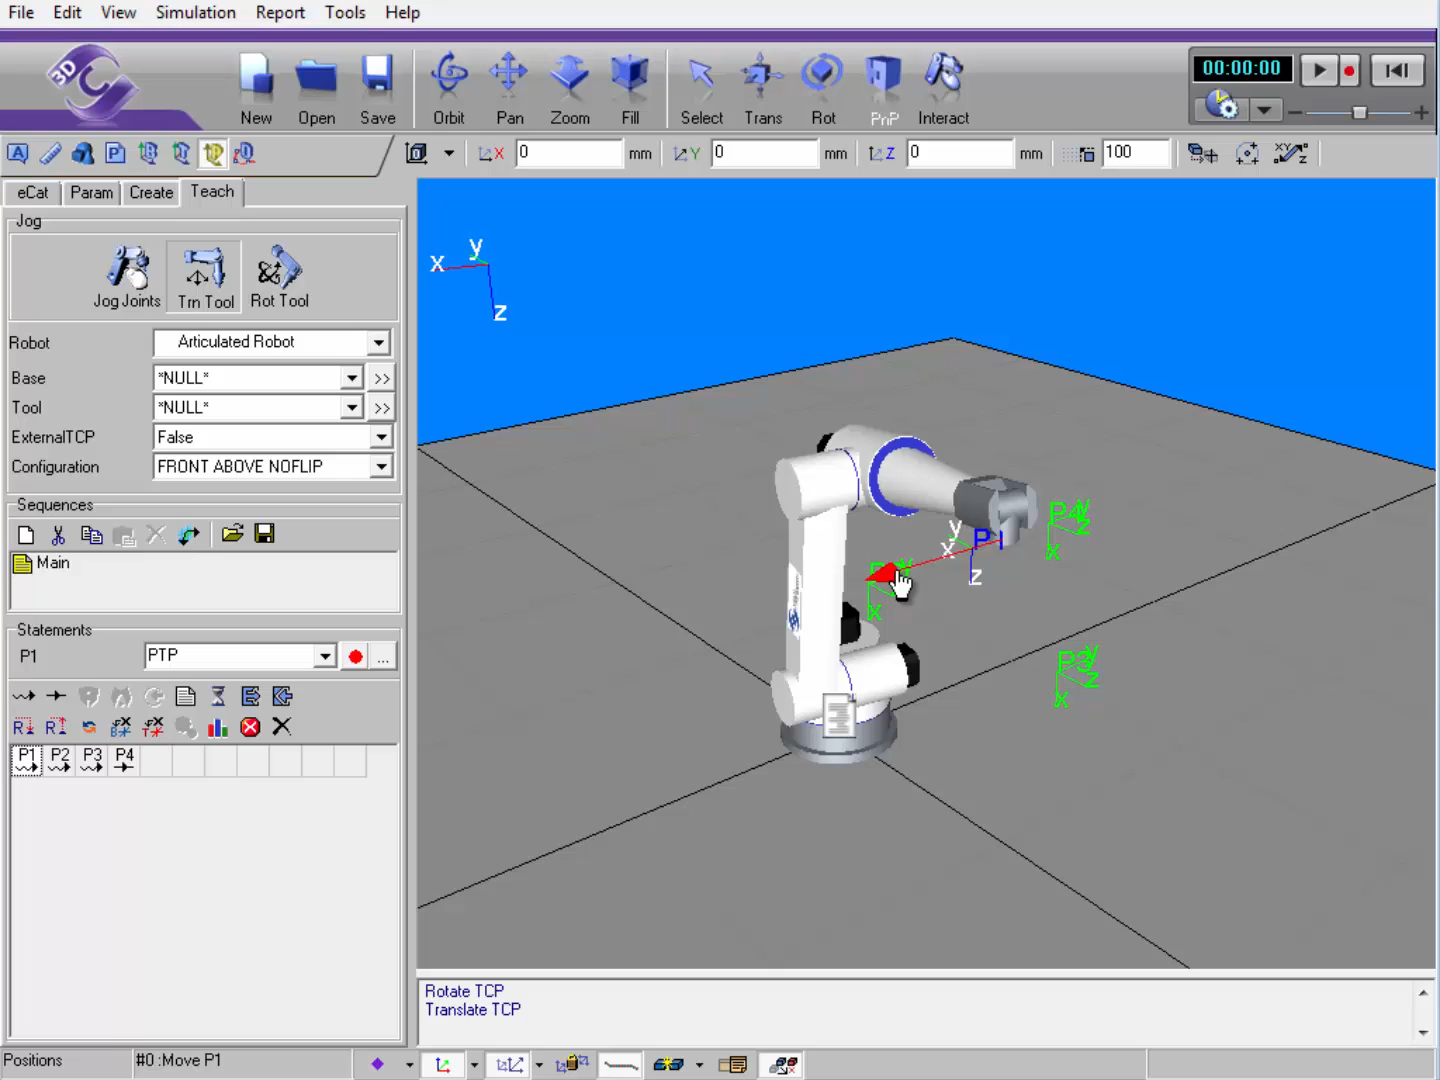 File Edit View Simulation Report Tools Help
3D C
New Open Save Orbit Pan Zoom Fill Select Trans Rot PnP Interact
00:00:00
X 0 mm Y 0 mm Z 0 mm 100
eCat Param Create Teach
Jog
Jog Joints Trn Tool Rot Tool
Robot Articulated Robot
Base *NULL* >>
Tool *NULL* >>
ExternalTCP False
Configuration FRONT ABOVE NOFLIP
Sequences
Main
Statements
P1 PTP ...
P1 P2 P3 P4
y
x
z
P4 y
z
x
y
P1
x
z
x
P3 y
z
x
Rotate TCP
Translate TCP
Positions #0 :Move P1